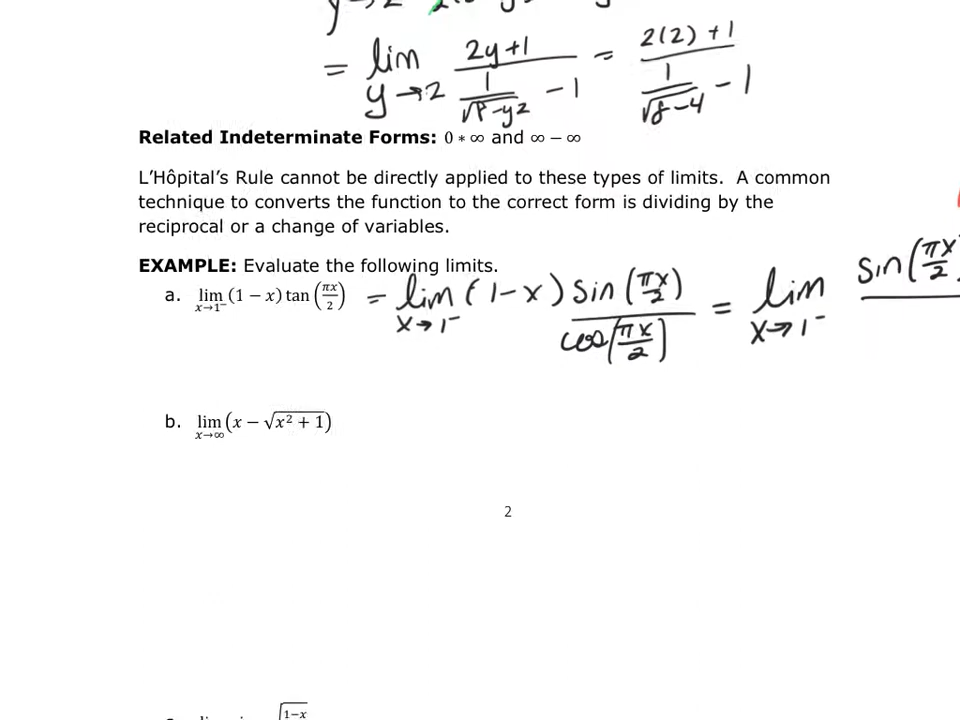 = lim y→2 (2y+1)/(1/√(8-y²) - 1) = (2(2)+1)/(1/√(8-4) - 1)
Related Indeterminate Forms: 0 ∗ ∞ and ∞ − ∞
L'Hôpital's Rule cannot be directly applied to these types of limits. A common
technique to converts the function to the correct form is dividing by the
reciprocal or a change of variables.
EXAMPLE: Evaluate the following limits.
a. lim x→1⁻ (1 − x) tan (πx/2) = lim x→1⁻ (1-x) sin(πx/2)/cos(πx/2) = lim x→1⁻ sin(πx/2)
b. lim x→∞ (x − √(x² + 1))
2
√1−x